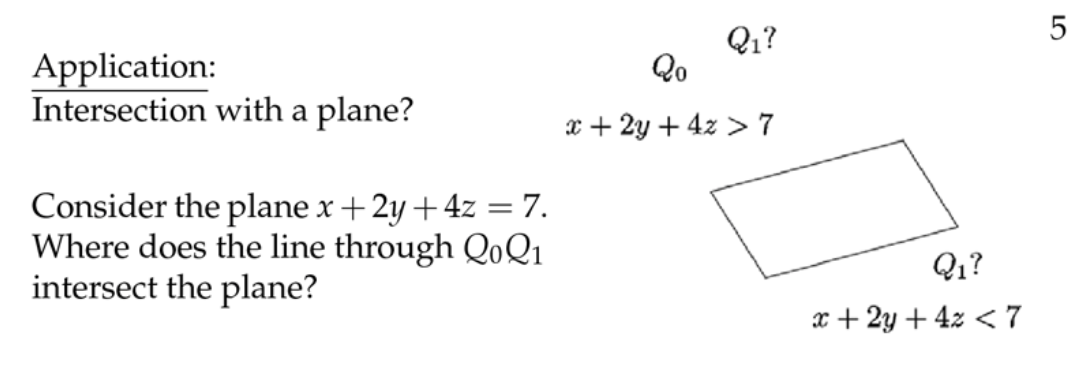 5
Application:
Intersection with a plane?
Consider the plane x + 2y + 4z = 7.
Where does the line through Q₀Q₁
intersect the plane?
Q₁?
Q₀
x + 2y + 4z > 7
Q₁?
x + 2y + 4z < 7